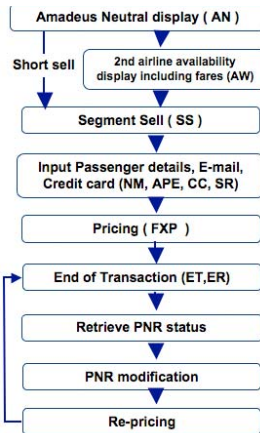 Amadeus Neutral display ( AN )
Short sell
2nd airline availability
display including fares (AW)
Segment Sell ( SS )
Input Passenger details, E-mail,
Credit card (NM, APE, CC, SR)
Pricing ( FXP )
End of Transaction (ET,ER)
Retrieve PNR status
PNR modification
Re-pricing